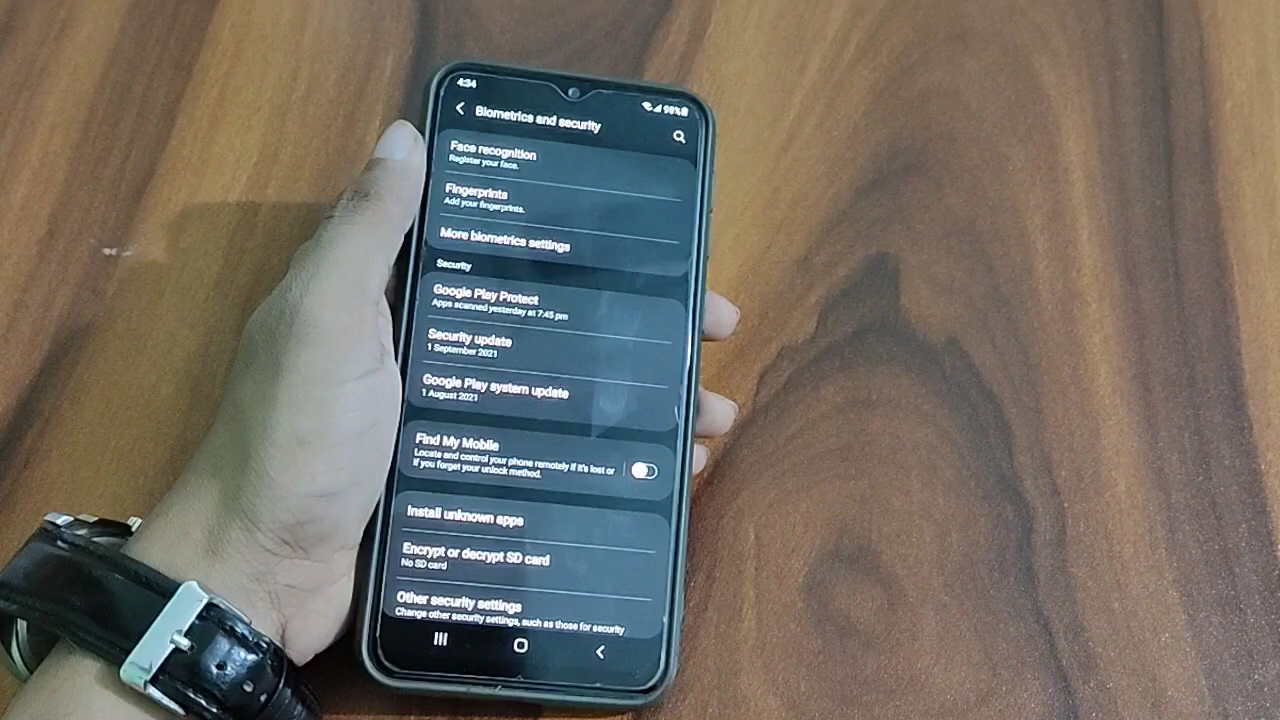 4:34
98%
Biometrics and security
Face recognition
Register your face.
Fingerprints
Add your fingerprints.
More biometrics settings
Security
Google Play Protect
Apps scanned yesterday at 7:45 pm
Security update
1 September 2021
Google Play system update
1 August 2021
Find My Mobile
Locate and control your phone remotely if it's lost or
if you forget your unlock method.
Install unknown apps
Encrypt or decrypt SD card
No SD card
Other security settings
Change other security settings, such as those for security